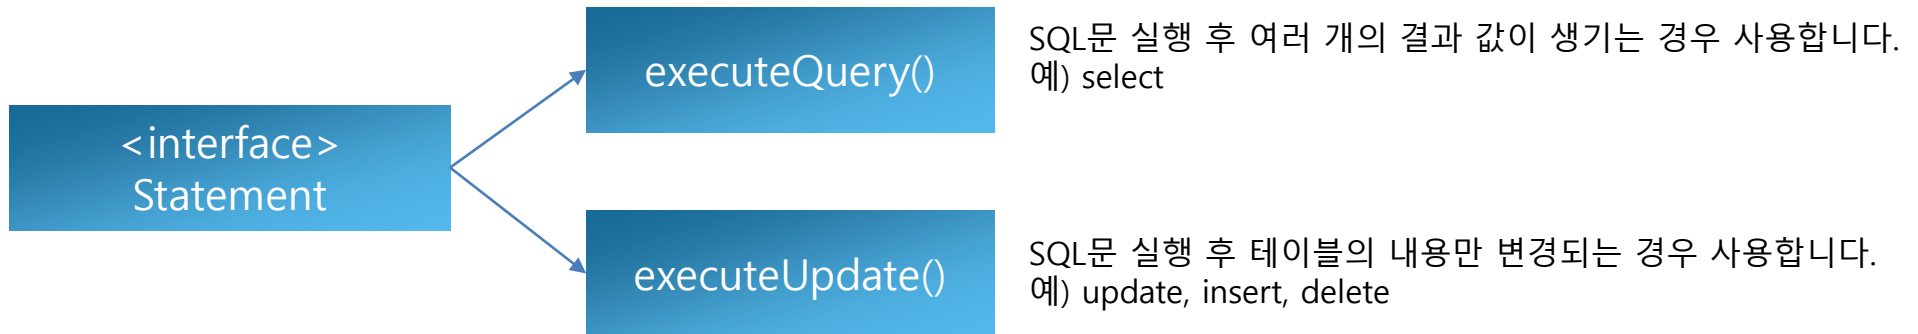 <interface>
Statement
executeQuery()
SQL문 실행 후 여러 개의 결과 값이 생기는 경우 사용합니다.
예) select
executeUpdate()
SQL문 실행 후 테이블의 내용만 변경되는 경우 사용합니다.
예) update, insert, delete